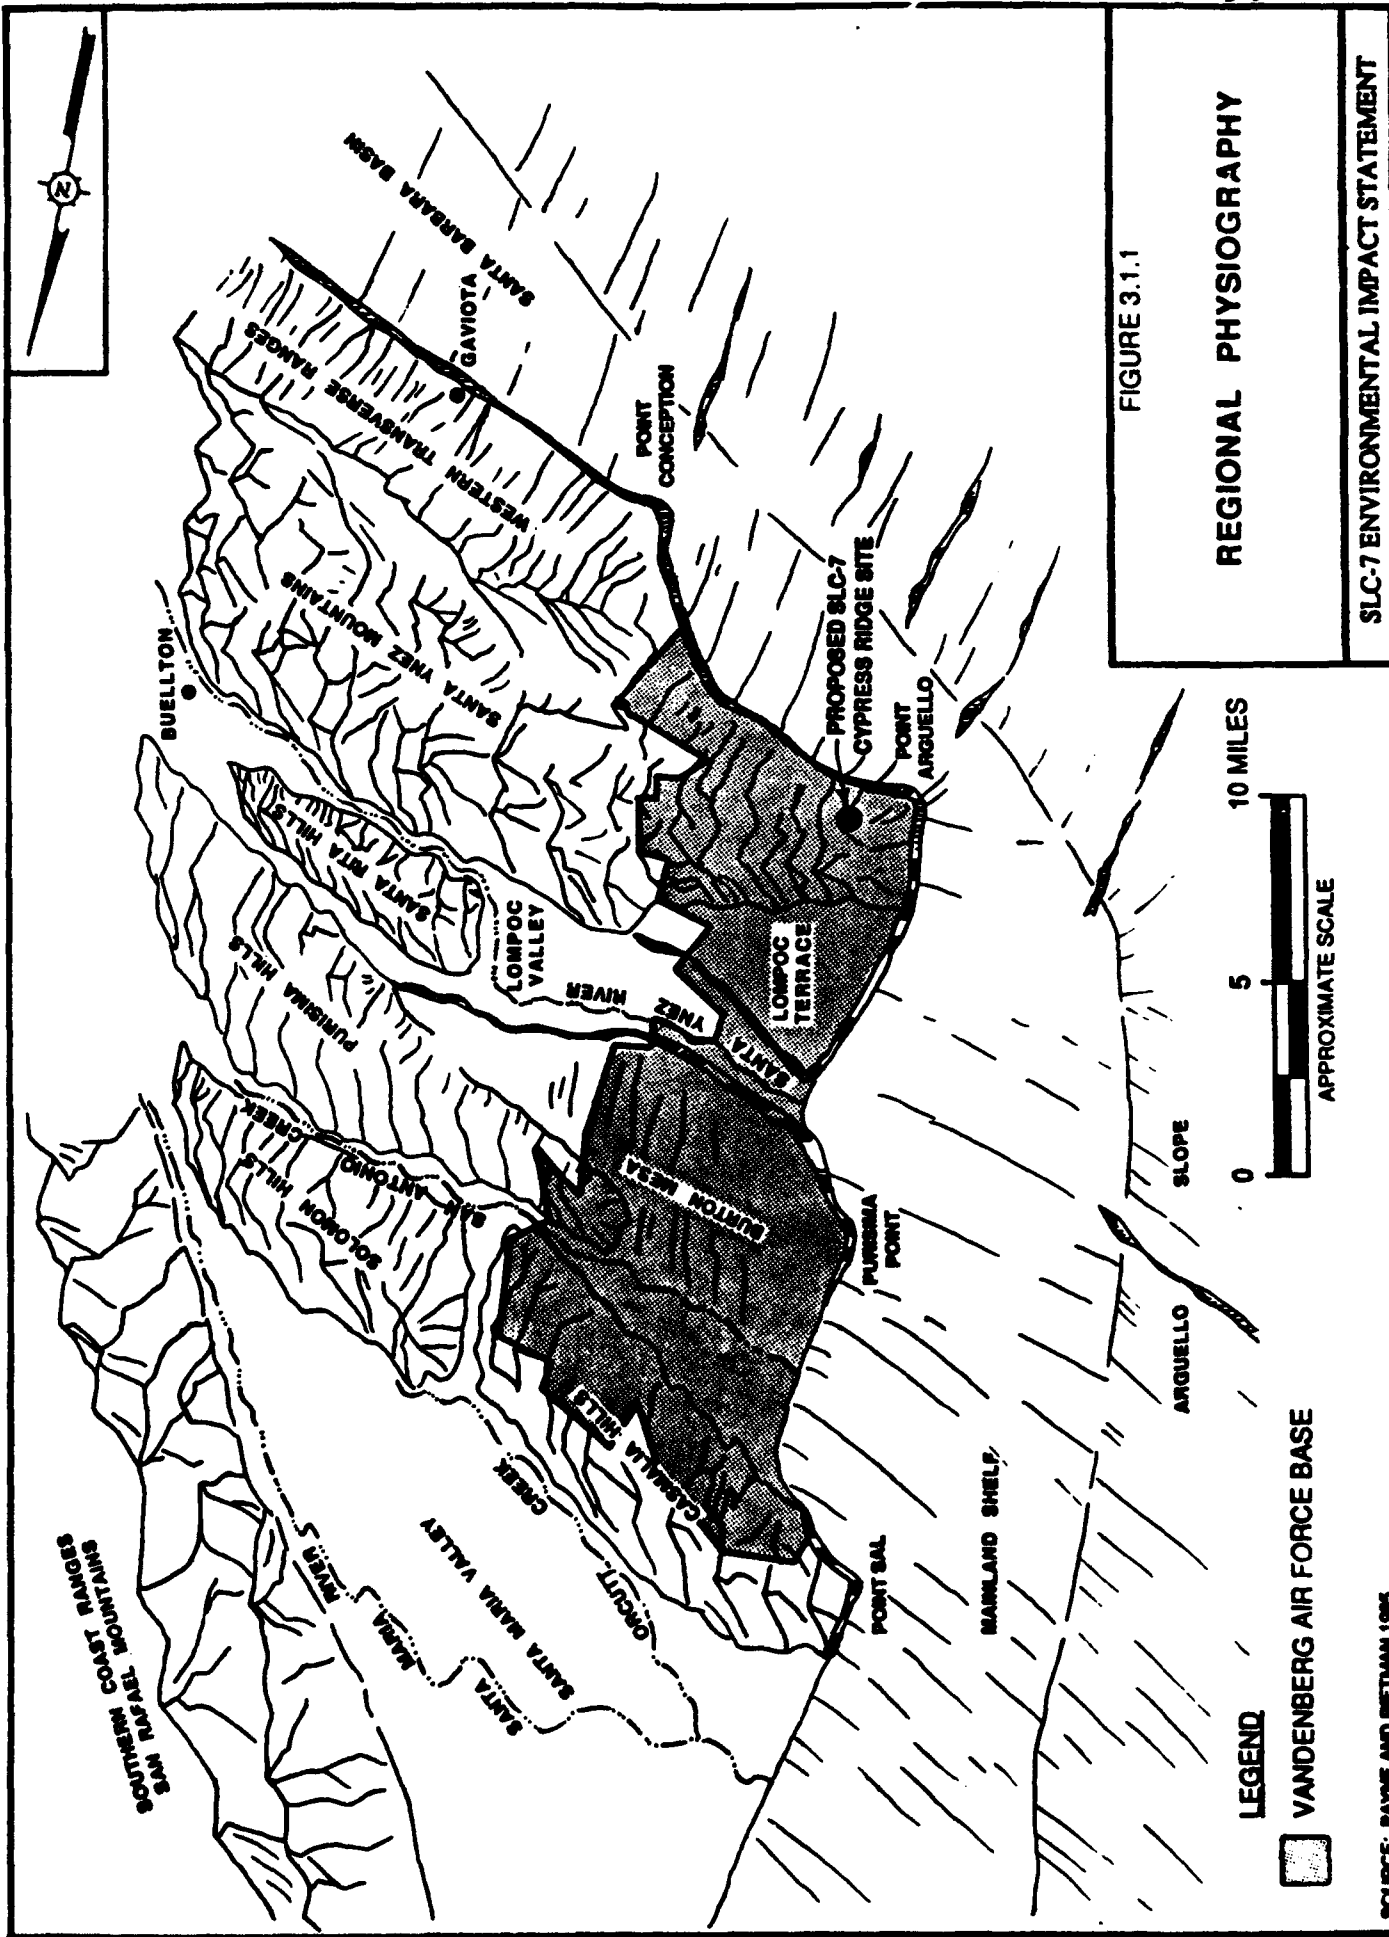 N
SOUTHERN COAST RANGES
SAN RAFAEL MOUNTAINS
SANTA MARIA RIVER
SANTA MARIA VALLEY
ORCUTT CREEK
SOLOMON HILLS
SAN ANTONIO CREEK
CASMALIA HILLS
PURISIMA HILLS
BUELLTON
SANTA RITA HILLS
LOMPOC
VALLEY
SANTA YNEZ RIVER
SANTA YNEZ MOUNTAINS
WESTERN TRANSVERSE RANGES
GAVIOTA
SANTA BARBARA BASIN
POINT
CONCEPTION
BURTON MESA
LOMPOC
TERRACE
PROPOSED SLC-7
CYPRESS RIDGE SITE
POINT
ARGUELLO
PURISIMA
POINT
POINT SAL
MAINLAND SHELF
ARGUELLO SLOPE
LEGEND
VANDENBERG AIR FORCE BASE
0 5 10 MILES
APPROXIMATE SCALE
FIGURE 3.1.1
REGIONAL PHYSIOGRAPHY
SLC-7 ENVIRONMENTAL IMPACT STATEMENT
SOURCE: PAYNE AND